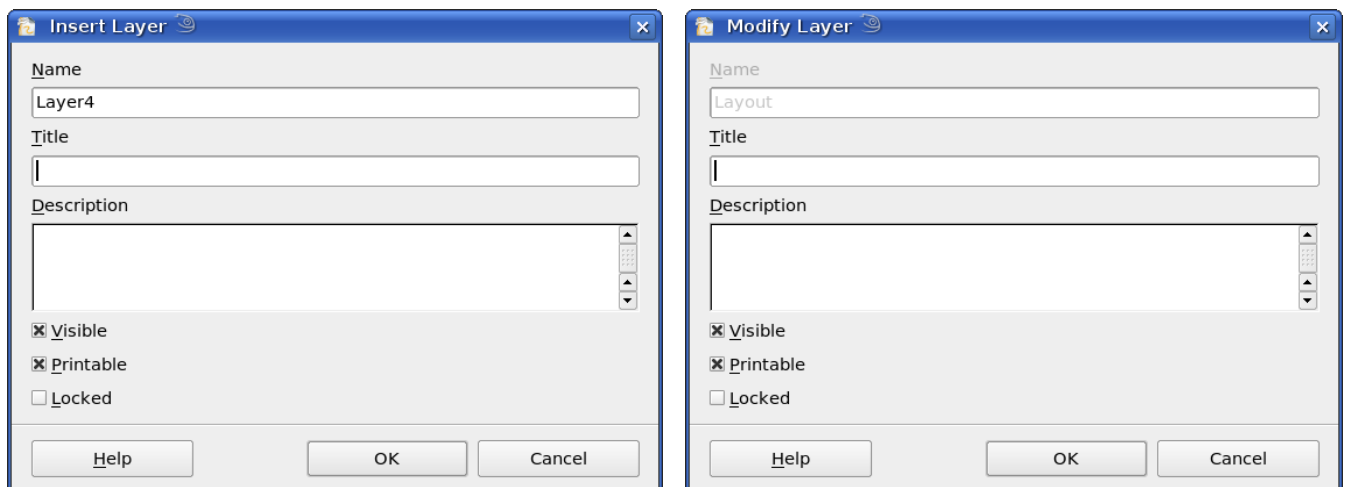 Insert Layer
Name
Layer4
Title
Description
Visible
Printable
Locked
Help OK Cancel
Modify Layer
Name
Layout
Title
Description
Visible
Printable
Locked
Help OK Cancel